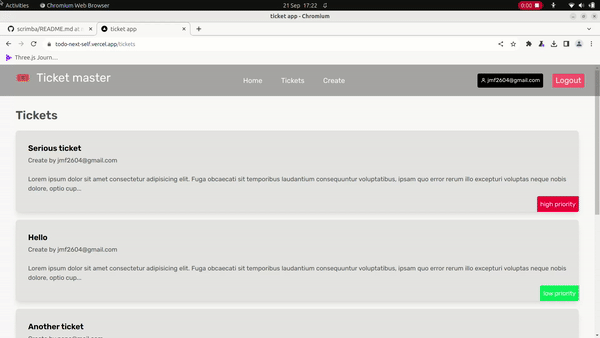 Activities
Chromium Web Browser
21 Sep 17:22
0:00
ticket app - Chromium
scrimba/README.md at
ticket app
todo-next-self.vercel.app/tickets
Three.js Journ...
Ticket master
Home
Tickets
Create
jmf2604@gmail.com
Logout
Tickets
Serious ticket
Create by jmf2604@gmail.com
Lorem ipsum dolor sit amet consectetur adipisicing elit. Fuga obcaecati sit temporibus laudantium consequuntur voluptatibus, ipsam quo error rerum illo excepturi voluptas neque nobis
dolore, optio cup...
high priority
Hello
Create by jmf2604@gmail.com
Lorem ipsum dolor sit amet consectetur adipisicing elit. Fuga obcaecati sit temporibus laudantium consequuntur voluptatibus, ipsam quo error rerum illo excepturi voluptas neque nobis
dolore, optio cup...
low priority
Another ticket